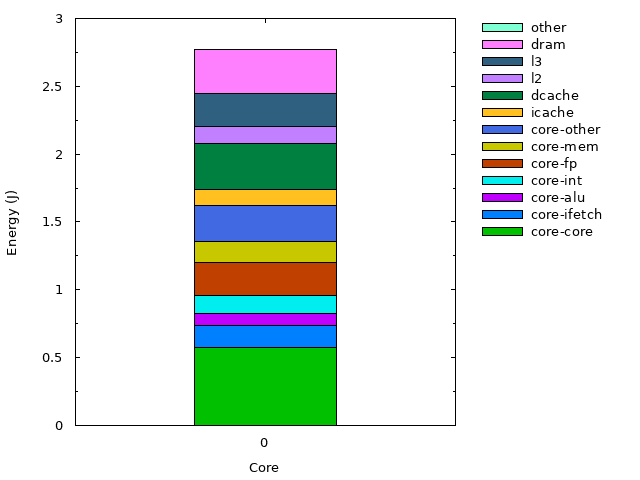 3
2.5
2
1.5
1
0.5
0
Energy (J)
0
Core
other
dram
l3
l2
dcache
icache
core-other
core-mem
core-fp
core-int
core-alu
core-ifetch
core-core